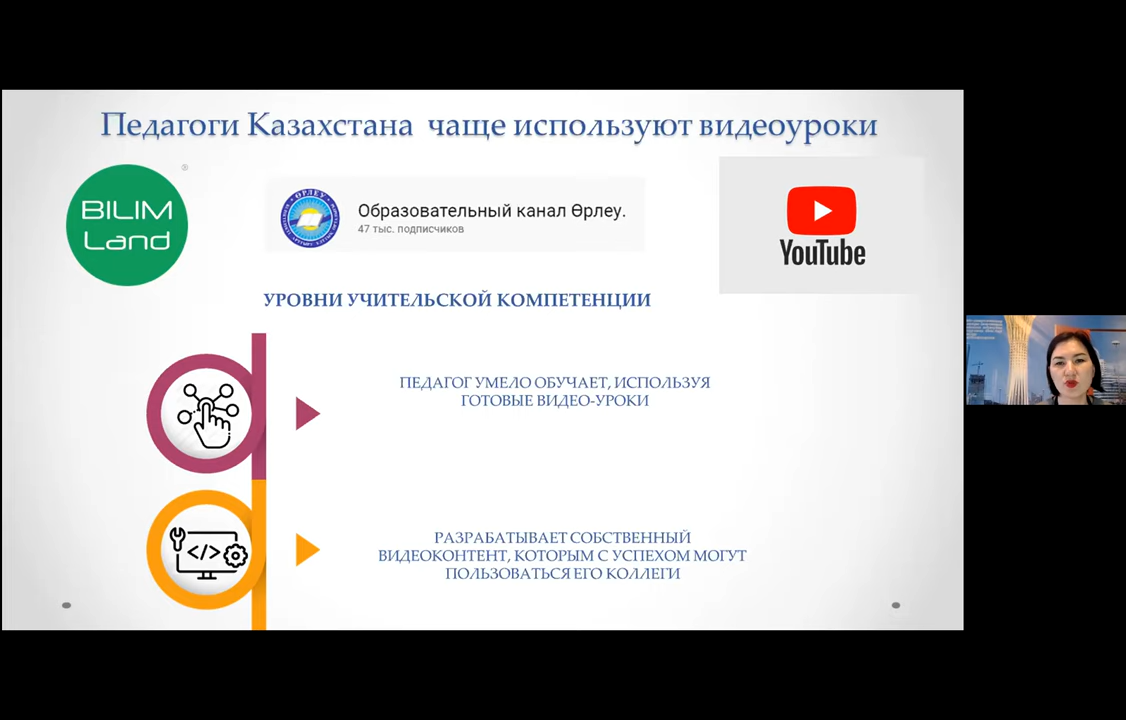 Педагоги Казахстана чаще используют видеоуроки
®
BILIM
Land
ӨРЛЕУ
Образовательный канал Өрлеу.
47 тыс. подписчиков
YouTube
УРОВНИ УЧИТЕЛЬСКОЙ КОМПЕТЕНЦИИ
ПЕДАГОГ УМЕЛО ОБУЧАЕТ, ИСПОЛЬЗУЯ
ГОТОВЫЕ ВИДЕО-УРОКИ
</>
РАЗРАБАТЫВАЕТ СОБСТВЕННЫЙ
ВИДЕОКОНТЕНТ, КОТОРЫМ С УСПЕХОМ МОГУТ
ПОЛЬЗОВАТЬСЯ ЕГО КОЛЛЕГИ